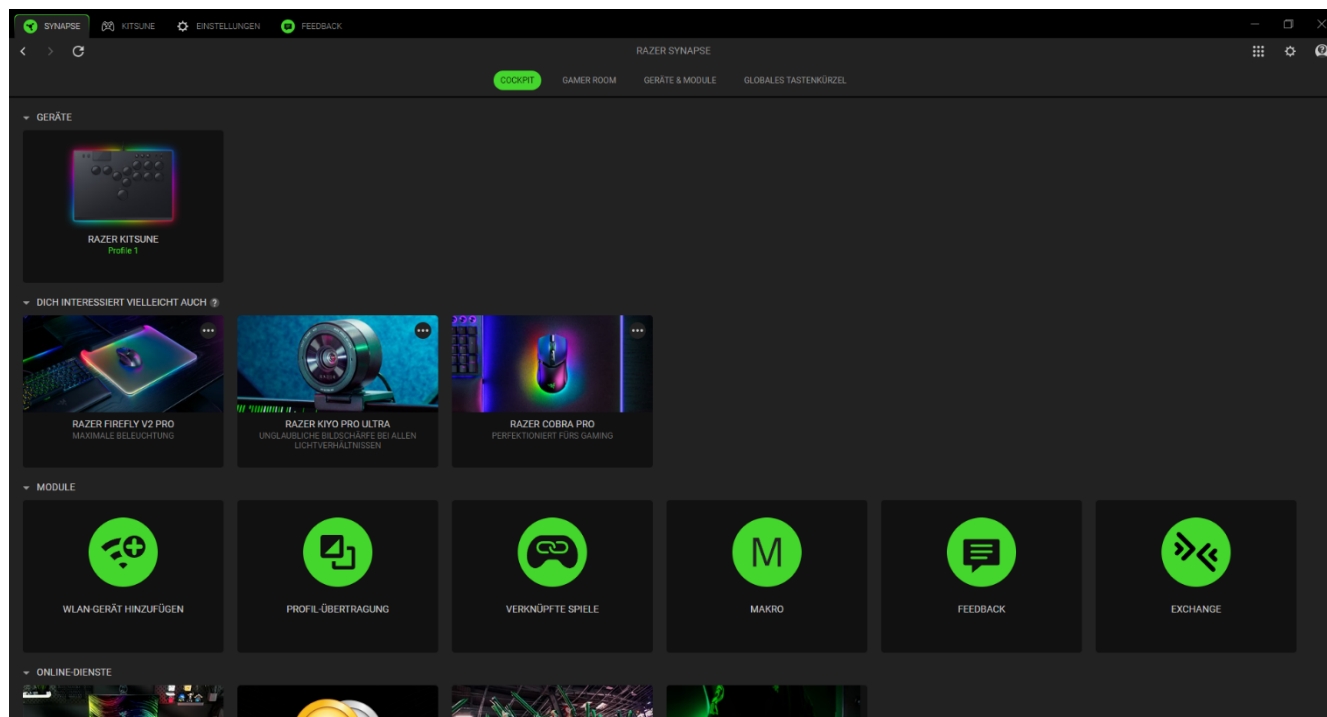 SYNAPSE
KITSUNE
EINSTELLUNGEN
FEEDBACK
RAZER SYNAPSE
COCKPIT
GAMER ROOM
GERÄTE & MODULE
GLOBALES TASTENKÜRZEL
GERÄTE
RAZER KITSUNE
Profile 1
DICH INTERESSIERT VIELLEICHT AUCH ?
RAZER FIREFLY V2 PRO
MAXIMALE BELEUCHTUNG
RAZER KIYO PRO ULTRA
UNGLAUBLICHE BILDSCHÄRFE BEI ALLEN
LICHTVERHÄLTNISSEN
RAZER COBRA PRO
PERFEKTIONIERT FÜRS GAMING
MODULE
WLAN-GERÄT HINZUFÜGEN
PROFIL-ÜBERTRAGUNG
VERKNÜPFTE SPIELE
M
MAKRO
FEEDBACK
EXCHANGE
ONLINE-DIENSTE